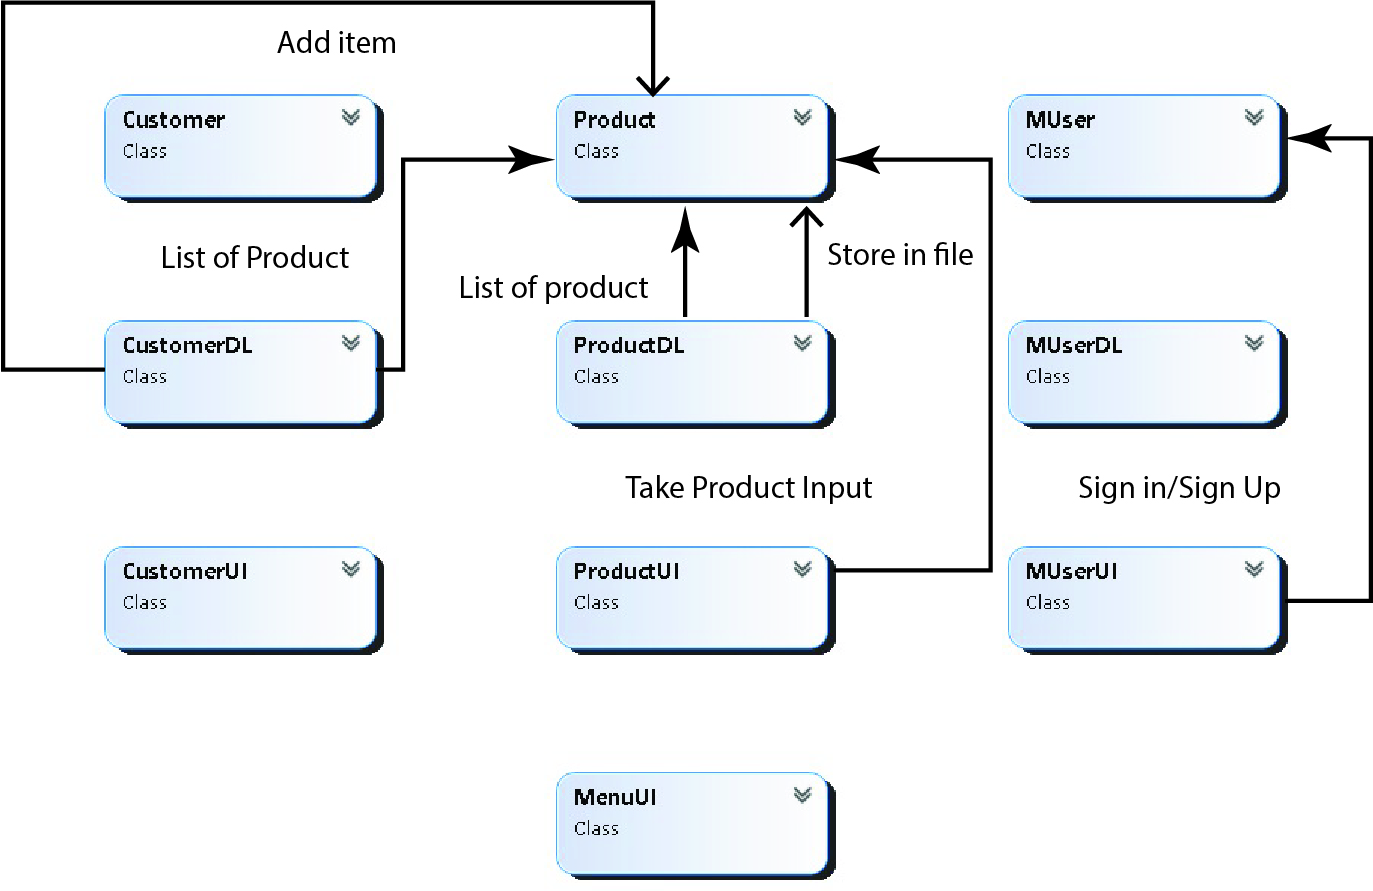 Add item
Customer
Class
Product
Class
MUser
Class
List of Product
List of product
Store in file
CustomerDL
Class
ProductDL
Class
MUserDL
Class
Take Product Input
Sign in/Sign Up
CustomerUI
Class
ProductUI
Class
MUserUI
Class
MenuUI
Class